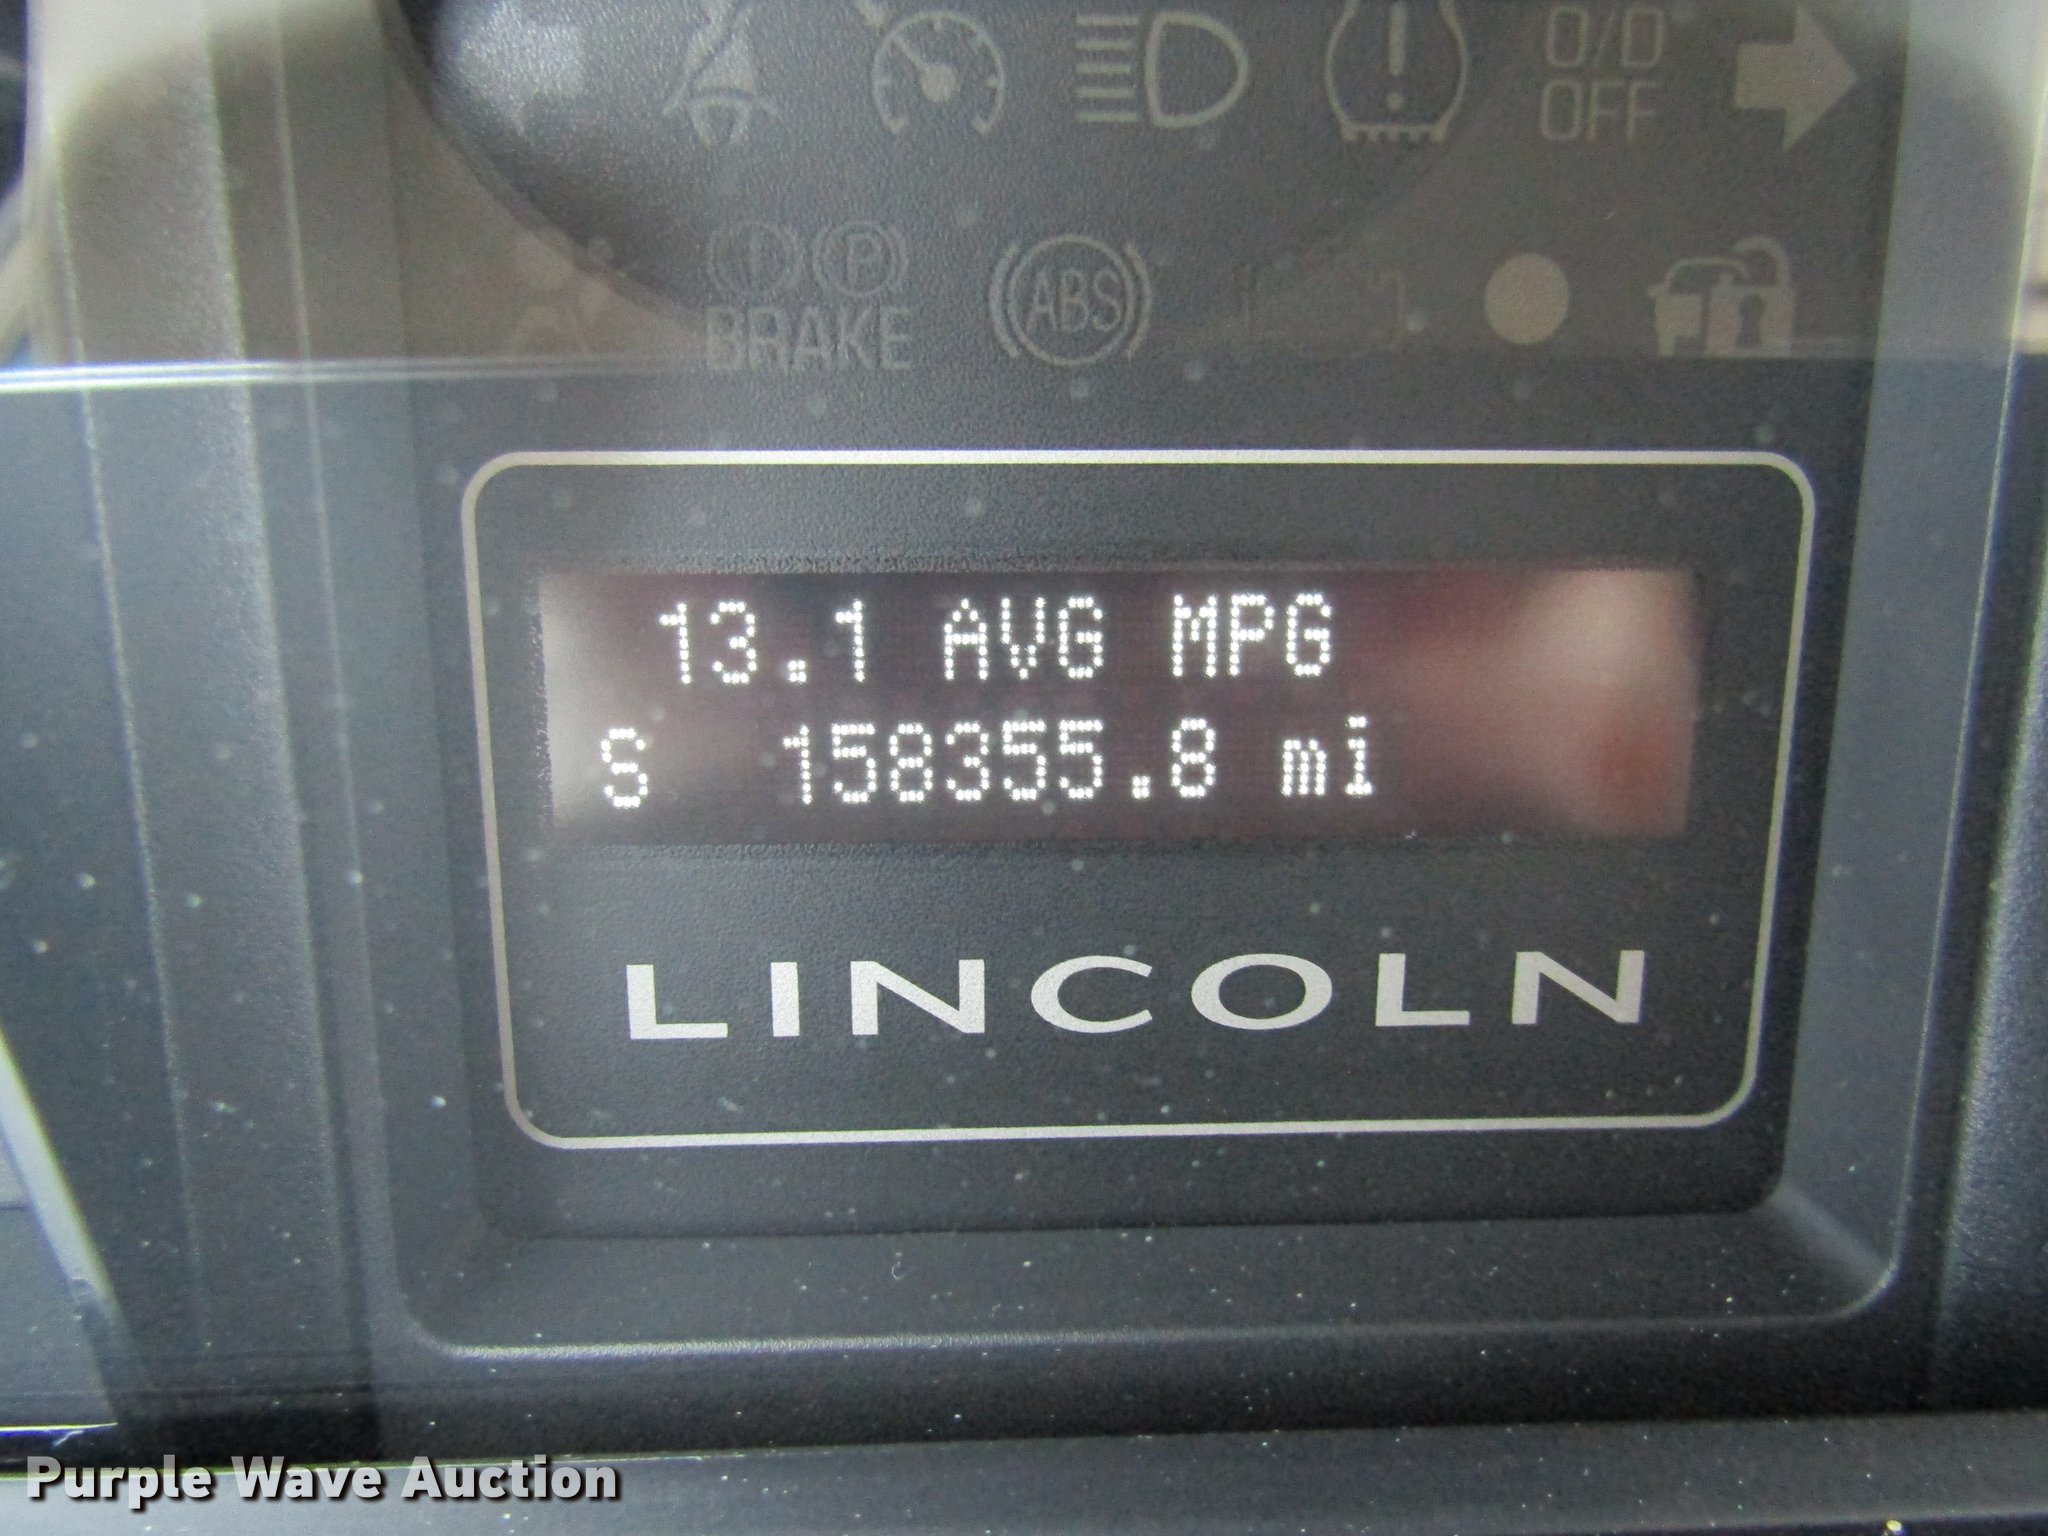 O/D
OFF
P
BRAKE
ABS
13.1 AVG MPG
S 158355.8 mi
LINCOLN
Purple Wave Auction